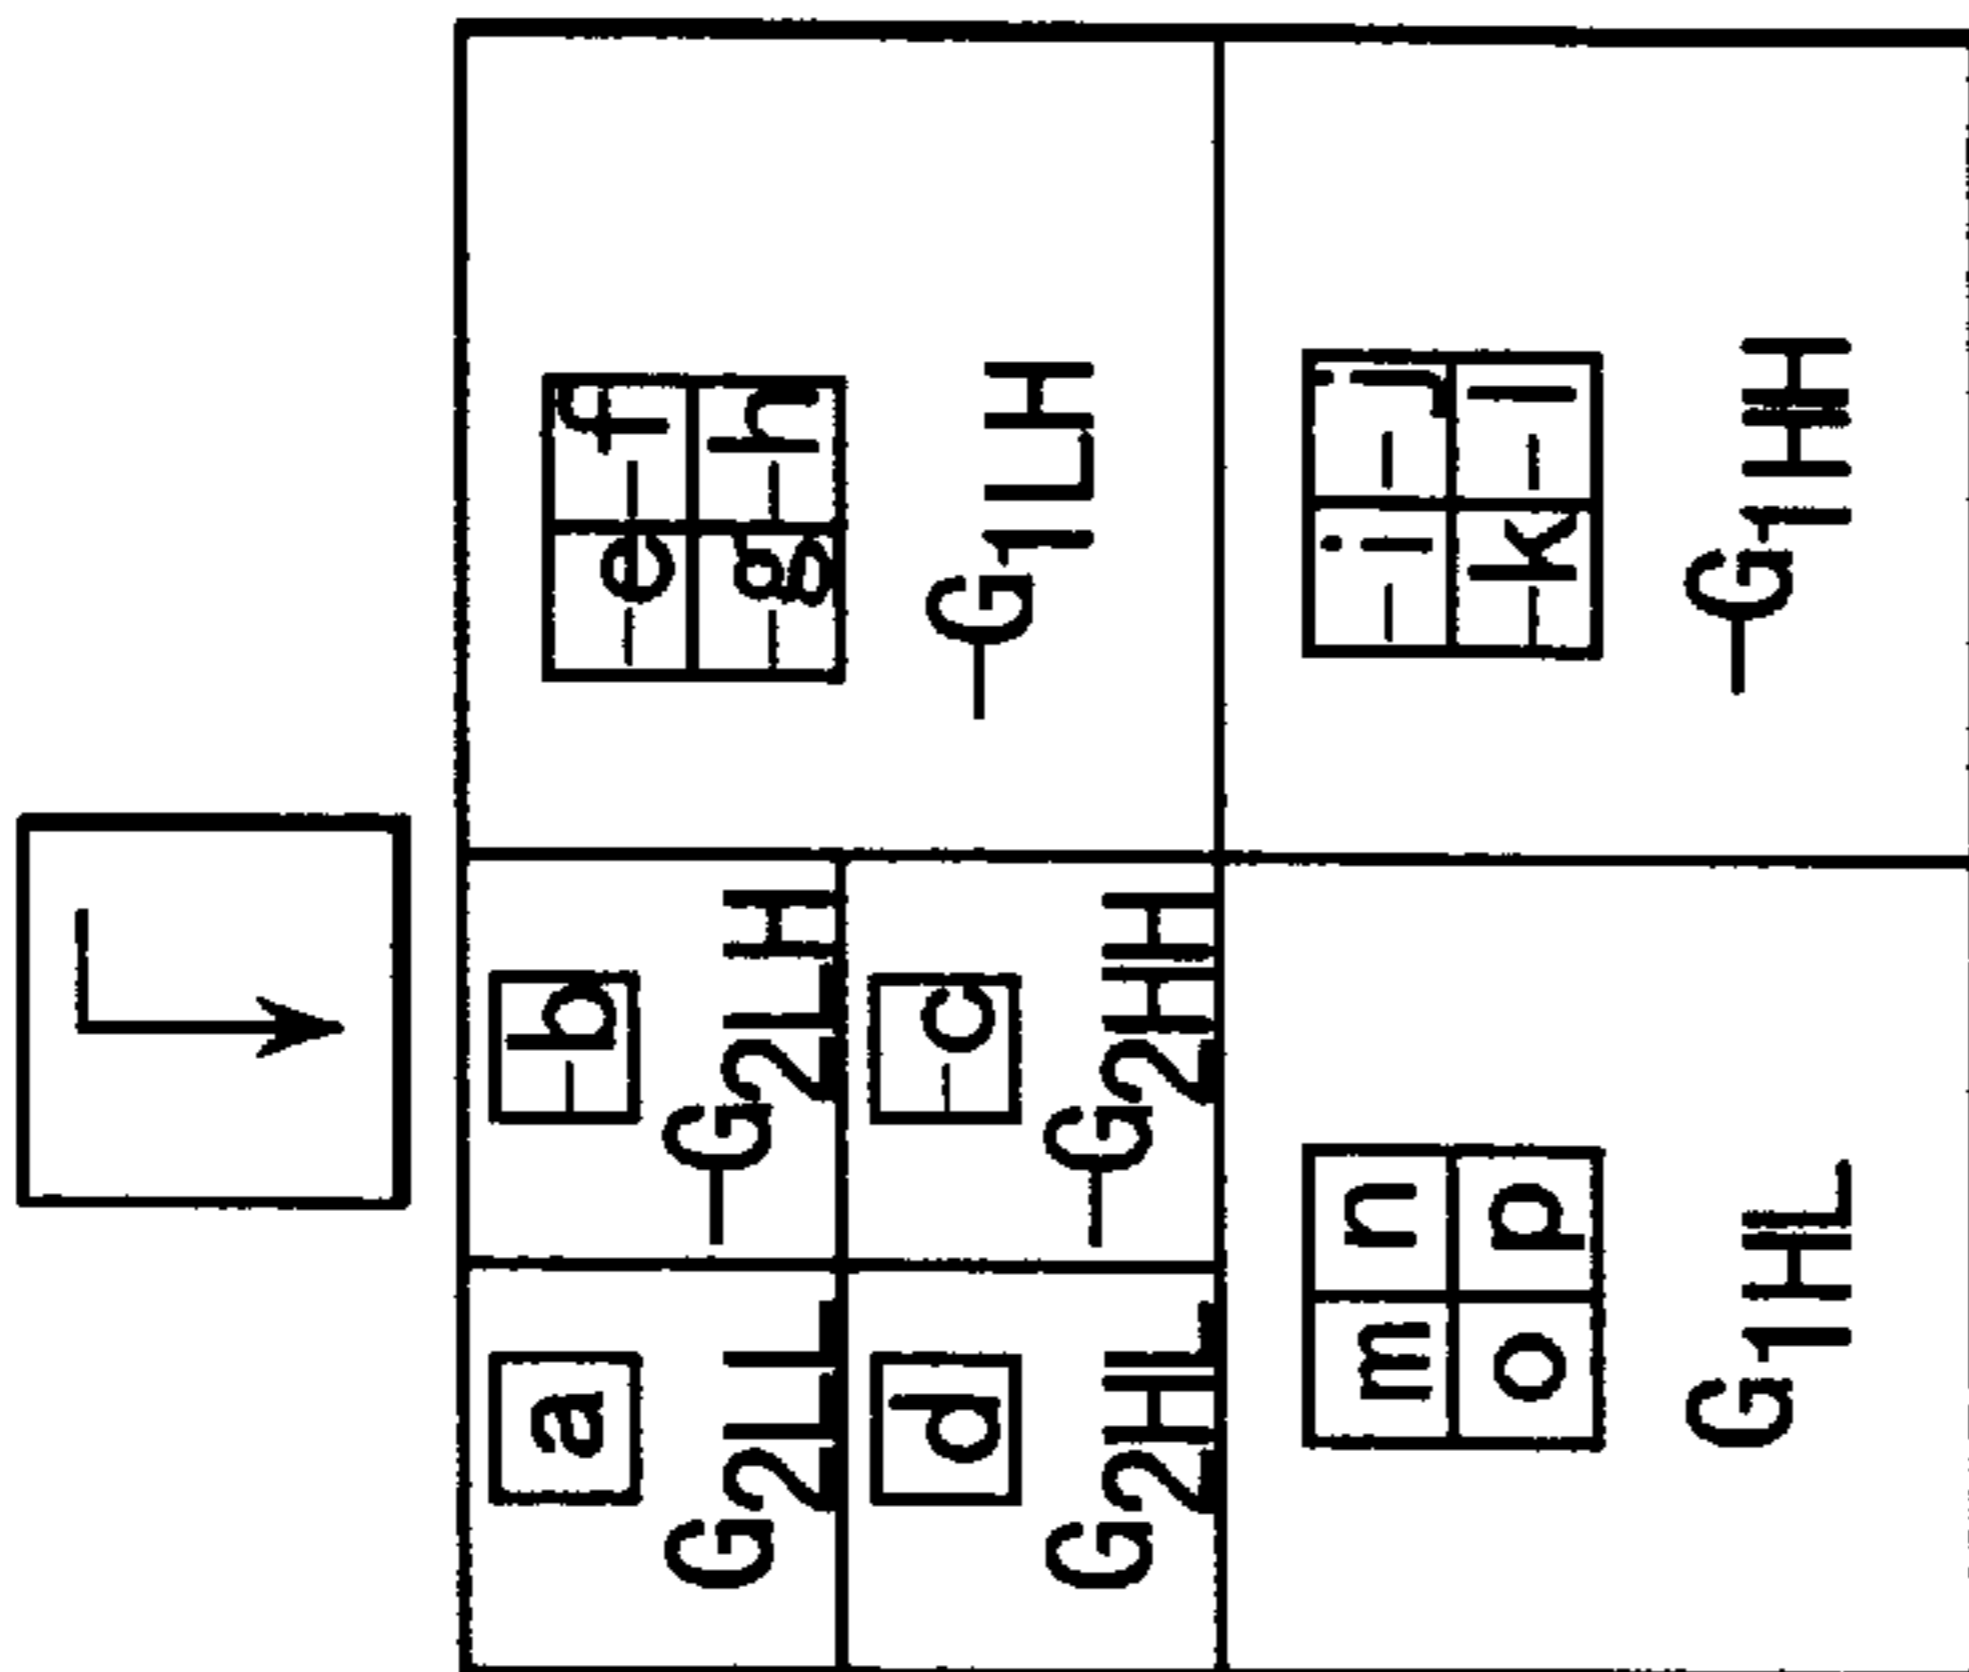 a
G2LL
−b
−G2LH
−e −f
−g −h
−G1LH
d
G2HL
−c
−G2HH
m n
o p
G1HL
−i −j
−k −l
−G1HH